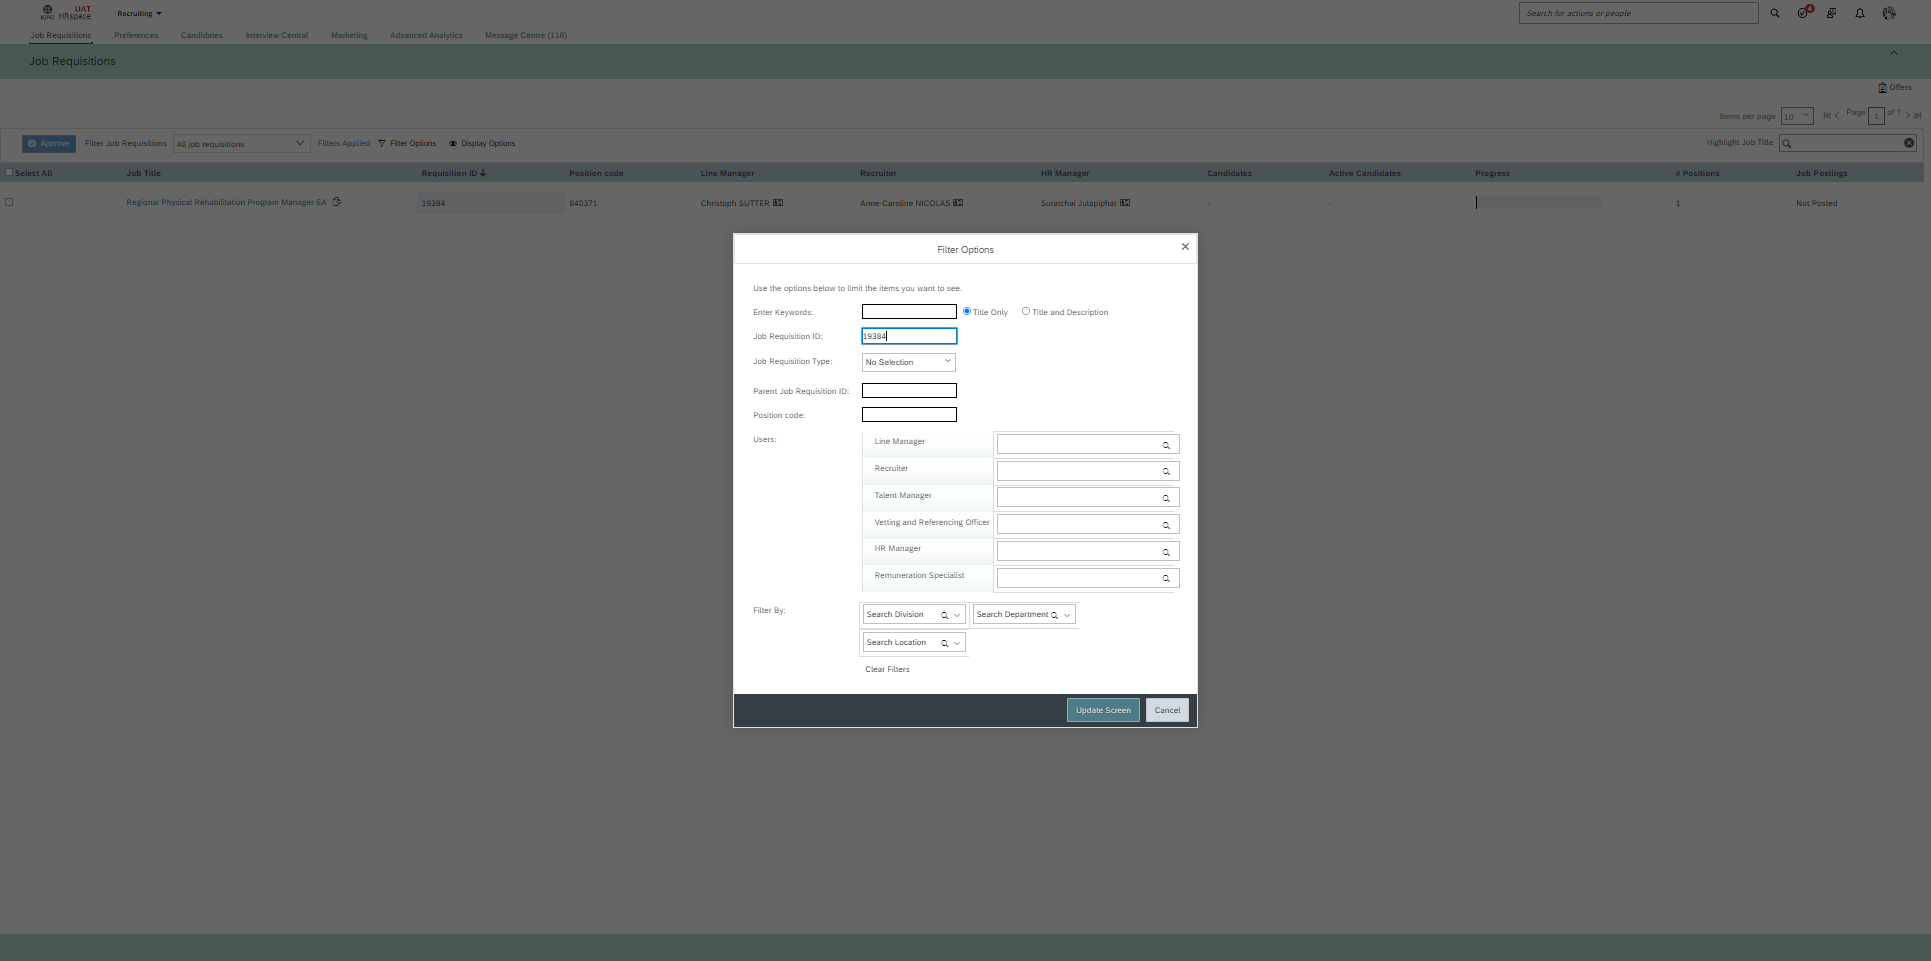 ICRC UAT HRspace
Recruiting
Search for actions or people
4
Job Requisitions Preferences Candidates Interview Central Marketing Advanced Analytics Message Centre (118)
Job Requisitions
Offers
Items per page 10 Page 1 of 1
Approve Filter Job Requisitions All job requisitions Filters Applied Filter Options Display Options Highlight Job Title
Select All Job Title Requisition ID Position code Line Manager Recruiter HR Manager Candidates Active Candidates Progress # Positions Job Postings
Regional Physical Rehabilitation Program Manager-EA 19384 840371 Christoph SUTTER Anne-Caroline NICOLAS Suratchai Julapiphat - - 1 Not Posted
Filter Options
Use the options below to limit the items you want to see.
Enter Keywords: Title Only Title and Description
Job Requisition ID: 19384
Job Requisition Type: No Selection
Parent Job Requisition ID:
Position code:
Users: Line Manager
Recruiter
Talent Manager
Vetting and Referencing Officer
HR Manager
Remuneration Specialist
Filter By: Search Division Search Department
Search Location
Clear Filters
Update Screen Cancel